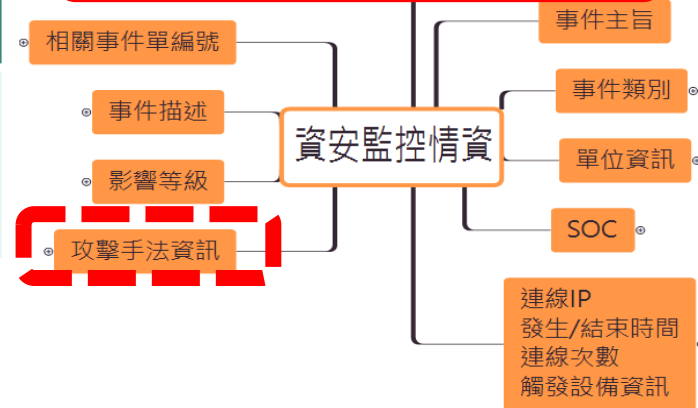 事件主旨
相關事件單編號
事件類別
事件描述
資安監控情資
單位資訊
影響等級
SOC
攻擊手法資訊
連線IP
發生/結束時間
連線次數
觸發設備資訊